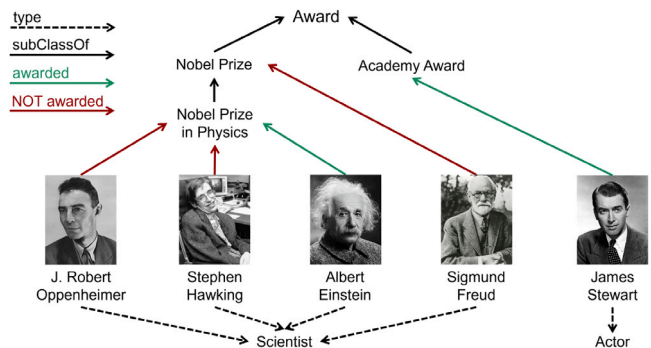 type
Award
subClassOf
awarded
Nobel Prize
Academy Award
NOT awarded
Nobel Prize
in Physics
J. Robert
Oppenheimer
Stephen
Hawking
Albert
Einstein
Sigmund
Freud
James
Stewart
Scientist
Actor